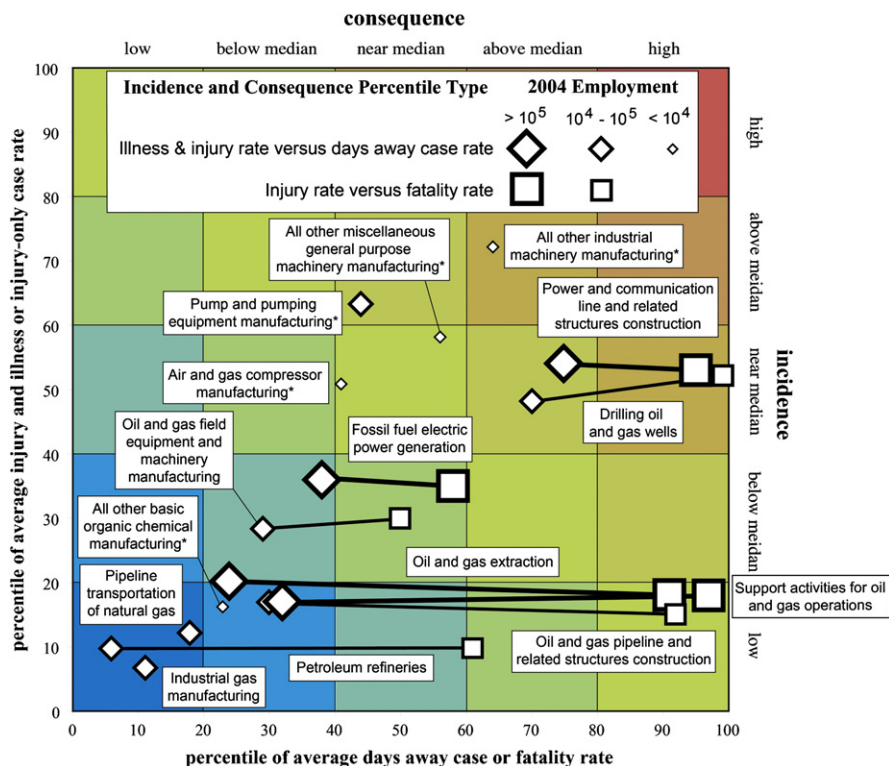 consequence
low below median near median above median high
100
90
80
70
60
50
40
30
20
10
0
percentile of average injury and illness or injury-only case rate
Incidence and Consequence Percentile Type 2004 Employment
> 10⁵ 10⁴ - 10⁵ < 10⁴
Illness & injury rate versus days away case rate
Injury rate versus fatality rate
All other miscellaneous
general purpose
machinery manufacturing*
All other industrial
machinery manufacturing*
Pump and pumping
equipment manufacturing*
Power and communication
line and related
structures construction
Air and gas compressor
manufacturing*
Oil and gas field
equipment and
machinery
manufacturing
Fossil fuel electric
power generation
Drilling oil
and gas wells
All other basic
organic chemical
manufacturing*
Oil and gas extraction
Pipeline
transportation
of natural gas
Support activities for oil
and gas operations
Industrial gas
manufacturing
Petroleum refineries
Oil and gas pipeline and
related structures construction
high
above meidan
near median
below meidan
low
incidence
0 10 20 30 40 50 60 70 80 90 100
percentile of average days away case or fatality rate